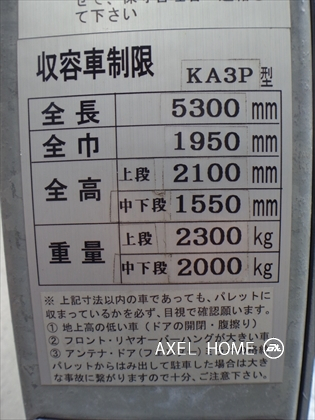 て下さい
収容車制限 KA3P型
全長 5300 mm
全巾 1950 mm
全高 上段 2100 mm
中下段 1550 mm
重量 上段 2300 kg
中下段 2000 kg
※上記寸法以内の車であっても、パレットに
収まっているかを必ず、目視で確認願います。
① 地上高の低い車（ドアの開閉・腹擦り）
② フロント・リヤオーバーハングが大きい車
③ アンテナ・ドア(フ
パレットからはみ出して駐車した場合は大き
な事故に繋がりますので十分、ご注意下さい。
AXEL HOME